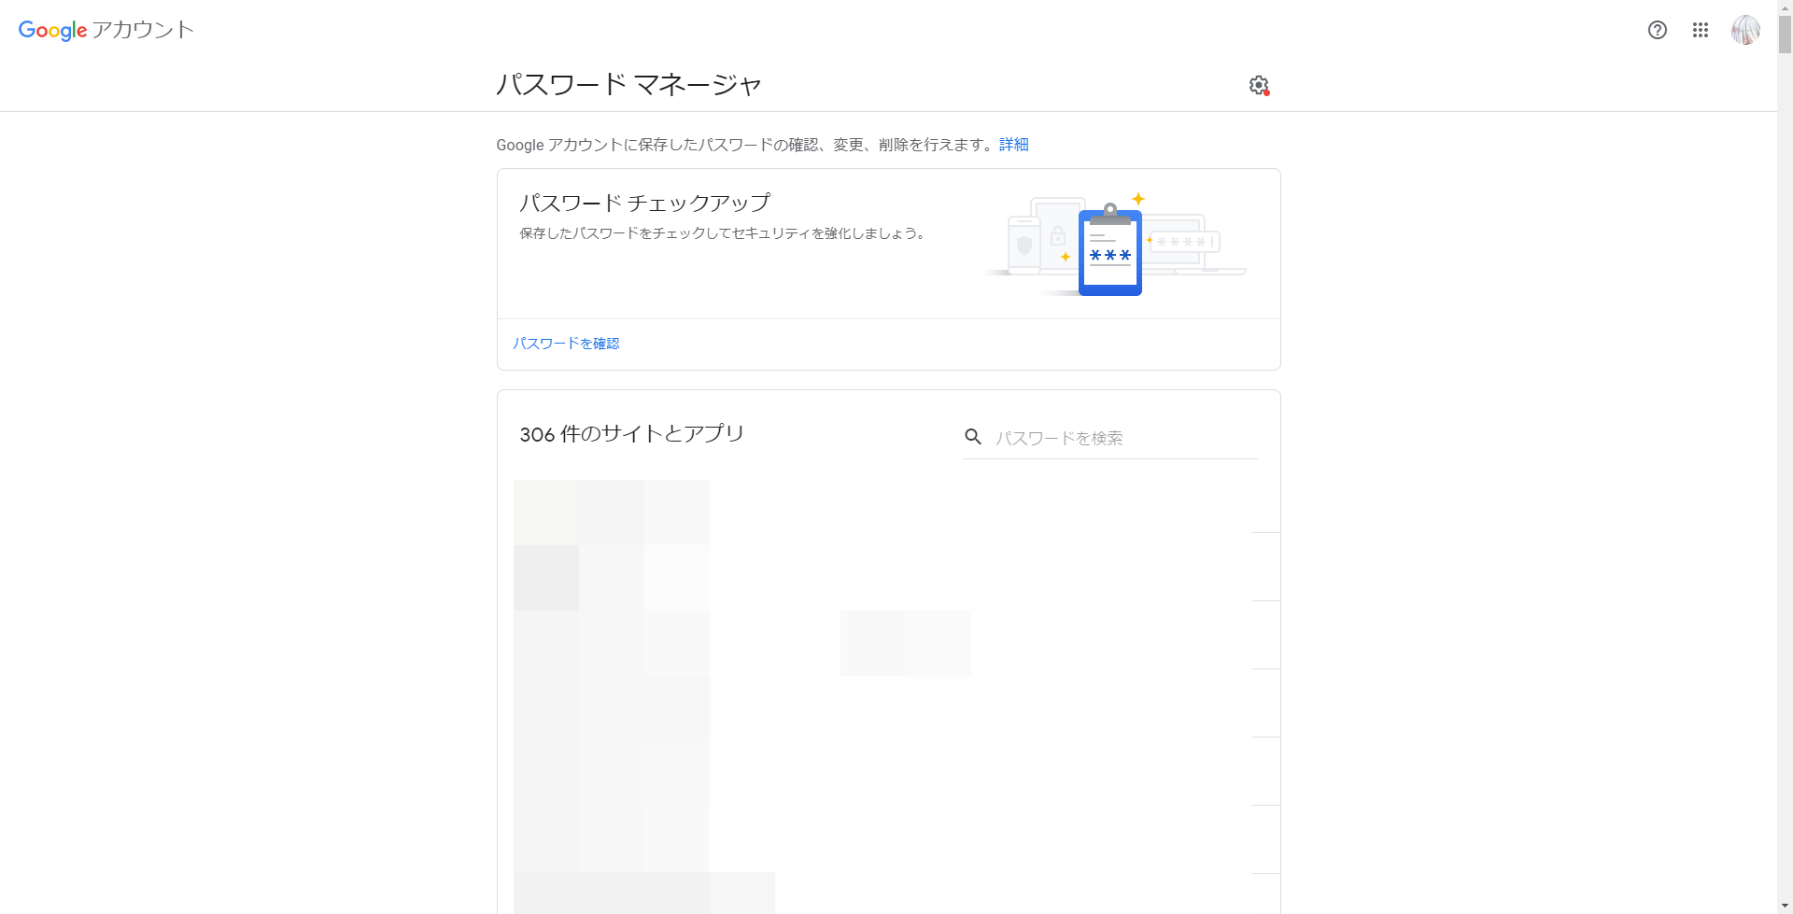 Google アカウント
パスワード マネージャ
Google アカウントに保存したパスワードの確認、変更、削除を行えます。詳細
パスワード チェックアップ
保存したパスワードをチェックしてセキュリティを強化しましょう。
****
***
パスワードを確認
306 件のサイトとアプリ
パスワードを検索